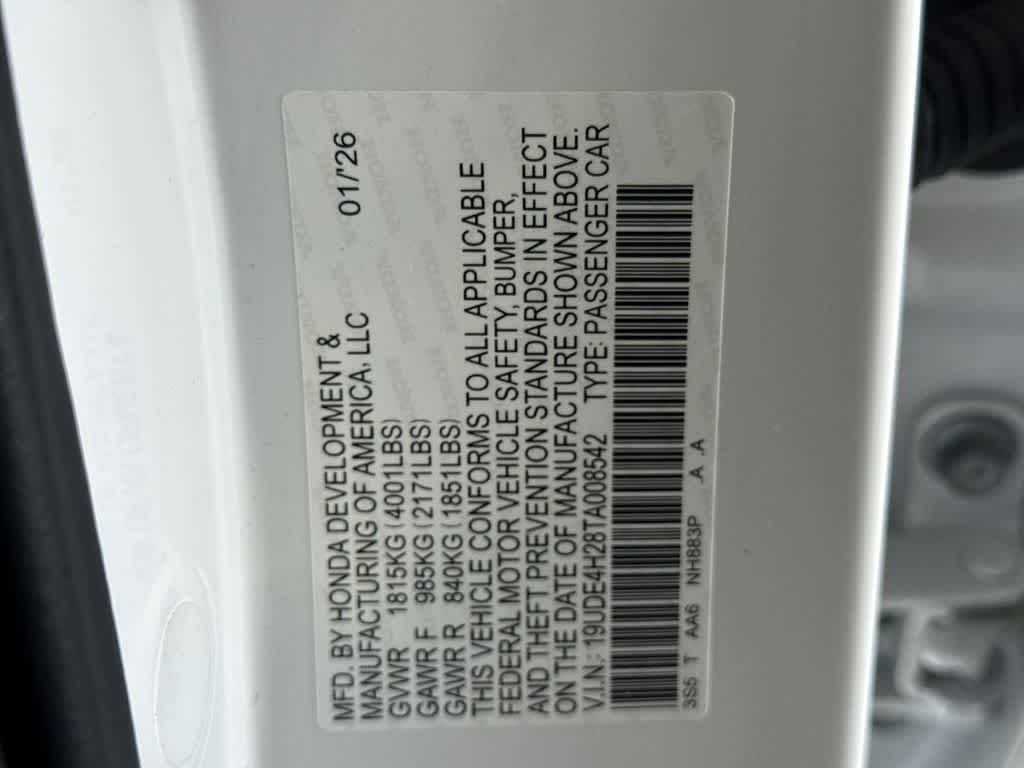 MFD. BY HONDA DEVELOPMENT &
MANUFACTURING OF AMERICA, LLC 01/'26
GVWR 1815KG (4001LBS)
GAWR F 985KG (2171LBS)
GAWR R 840KG (1851LBS)
THIS VEHICLE CONFORMS TO ALL APPLICABLE
FEDERAL MOTOR VEHICLE SAFETY, BUMPER,
AND THEFT PREVENTION STANDARDS IN EFFECT
ON THE DATE OF MANUFACTURE SHOWN ABOVE.
V.I.N.: 19UDE4H28TA008542 TYPE: PASSENGER CAR
3S5 T AA6 NH883P .A .A